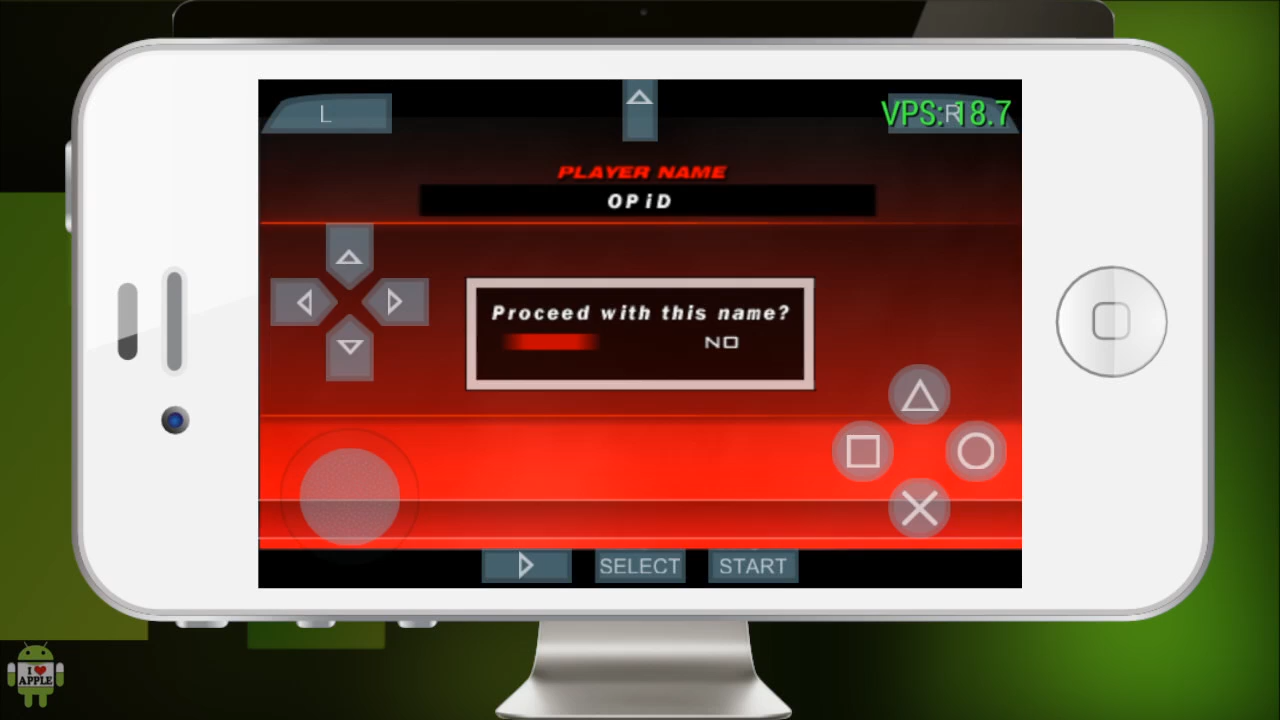 L
VPS: 18.7
R
PLAYER NAME
OPiD
Proceed with this name?
NO
SELECT
START
I ❤ APPLE